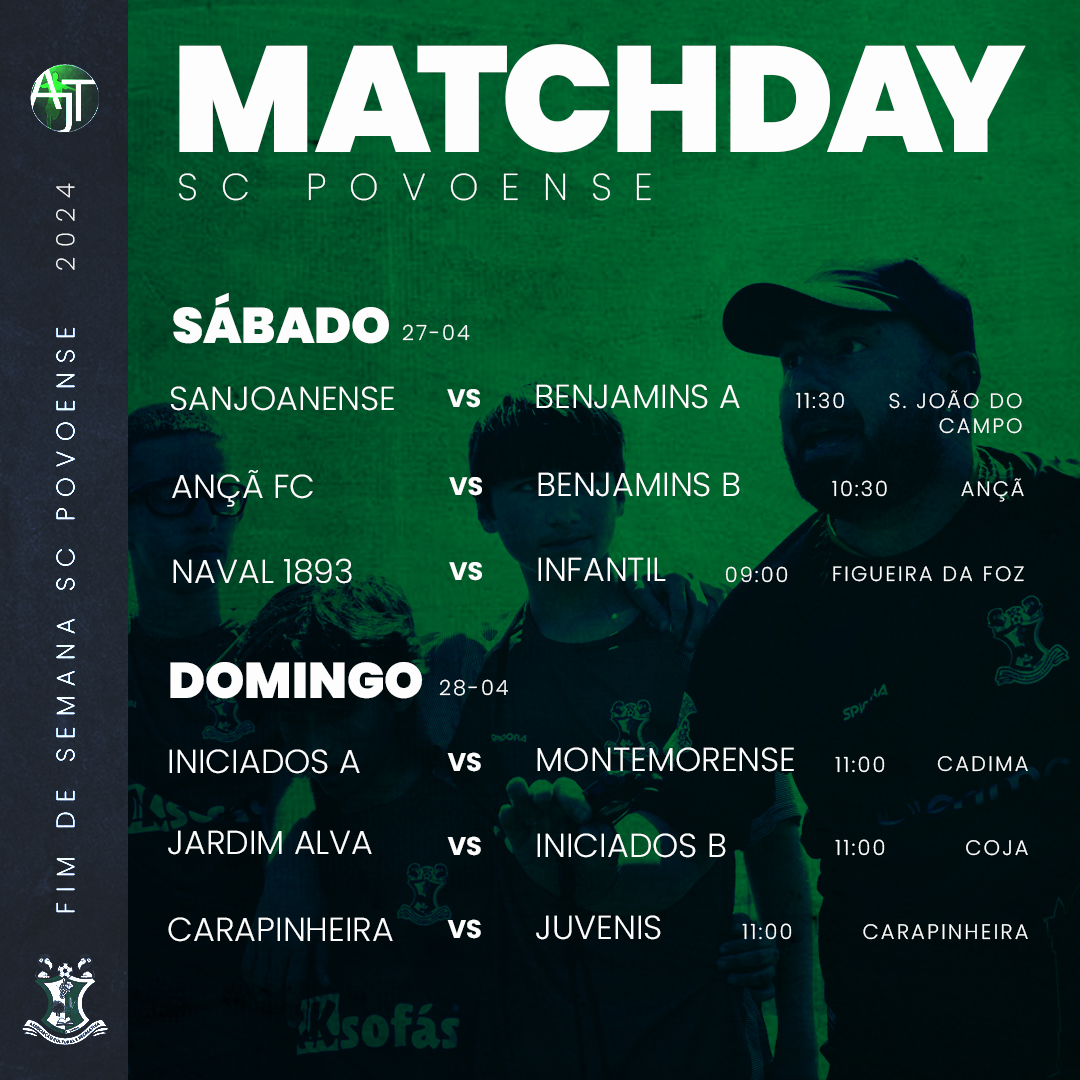 AJT
FIM DE SEMANA SC POVOENSE 2024
MATCHDAY
SC POVOENSE
SÁBADO 27-04
SANJOANENSE VS BENJAMINS A 11:30 S. JOÃO DO
CAMPO
ANÇÃ FC VS BENJAMINS B 10:30 ANÇÃ
NAVAL 1893 VS INFANTIL 09:00 FIGUEIRA DA FOZ
DOMINGO 28-04
INICIADOS A VS MONTEMORENSE 11:00 CADIMA
JARDIM ALVA VS INICIADOS B 11:00 COJA
CARAPINHEIRA VS JUVENIS 11:00 CARAPINHEIRA
Ksofás